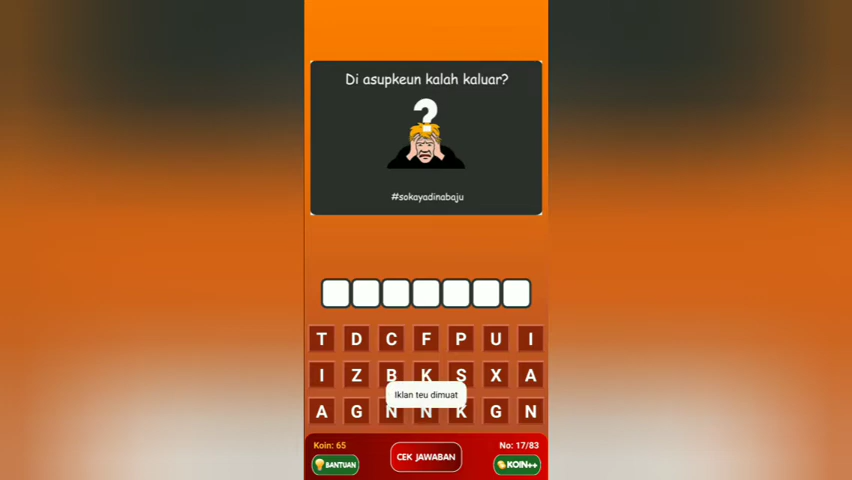 Di asupkeun kalah kaluar?
?
#sokayadinabaju
T D C F P U I
I Z B K S X A
Iklan teu dimuat
A G N N K G N
Koin: 65
No: 17/83
BANTUAN
CEK JAWABAN
KOIN++